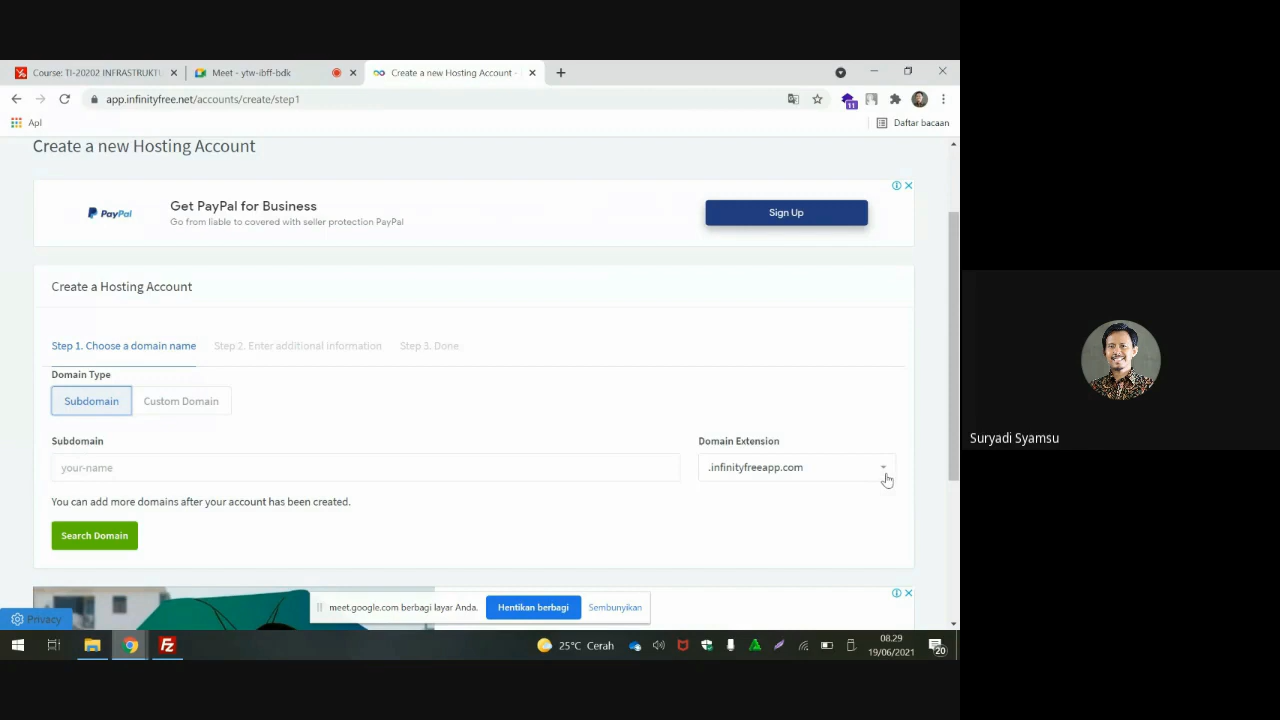 Course: TI-20202 INFRASTRUKTU
Meet - ytw-ibff-bdk
Create a new Hosting Account -
app.infinityfree.net/accounts/create/step1
11
Apl
Daftar bacaan
Create a new Hosting Account
PayPal
Get PayPal for Business
Go from liable to covered with seller protection PayPal
Sign Up
Create a Hosting Account
Step 1. Choose a domain name
Step 2. Enter additional information
Step 3. Done
Domain Type
Subdomain
Custom Domain
Subdomain
Domain Extension
your-name
.infinityfreeapp.com
You can add more domains after your account has been created.
Search Domain
Suryadi Syamsu
meet.google.com berbagi layar Anda.
Hentikan berbagi
Sembunyikan
Privacy
25°C Cerah
08.29
19/06/2021
20